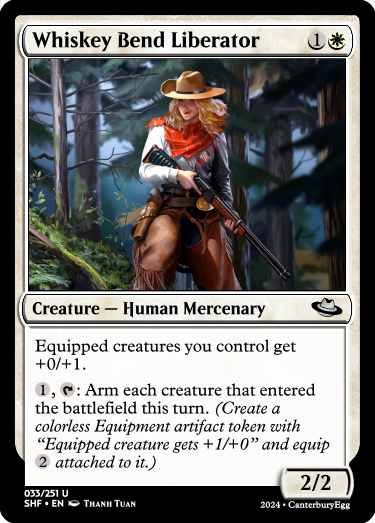 Whiskey Bend Liberator 1
Creature — Human Mercenary
Equipped creatures you control get
+0/+1.
1, : Arm each creature that entered
the battlefield this turn. (Create a
colorless Equipment artifact token with
“Equipped creature gets +1/+0” and equip
2 attached to it.)
2/2
033/251 U
SHF • EN Thanh Tuan
2024 • CanterburyEgg